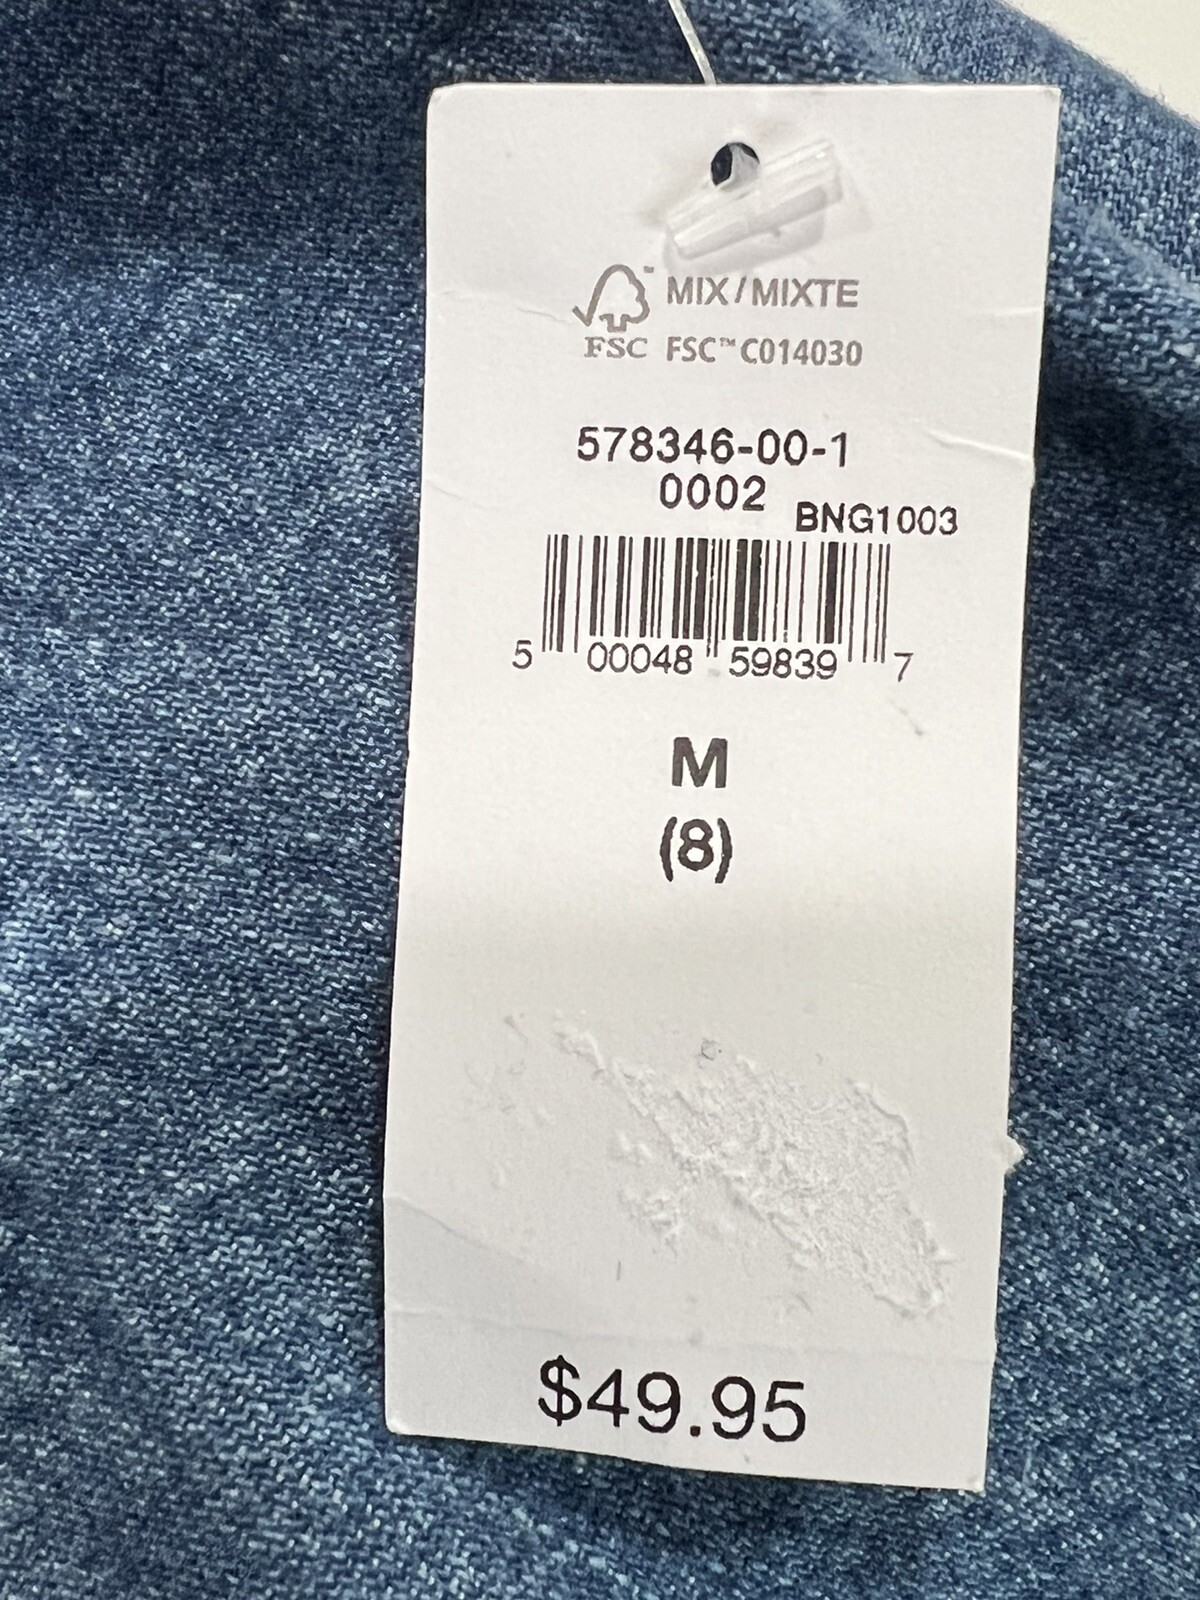 MIX/MIXTE
FSC FSC™ C014030
578346-00-1
0002
BNG1003
5 00048 59839 7
M
(8)
$49.95